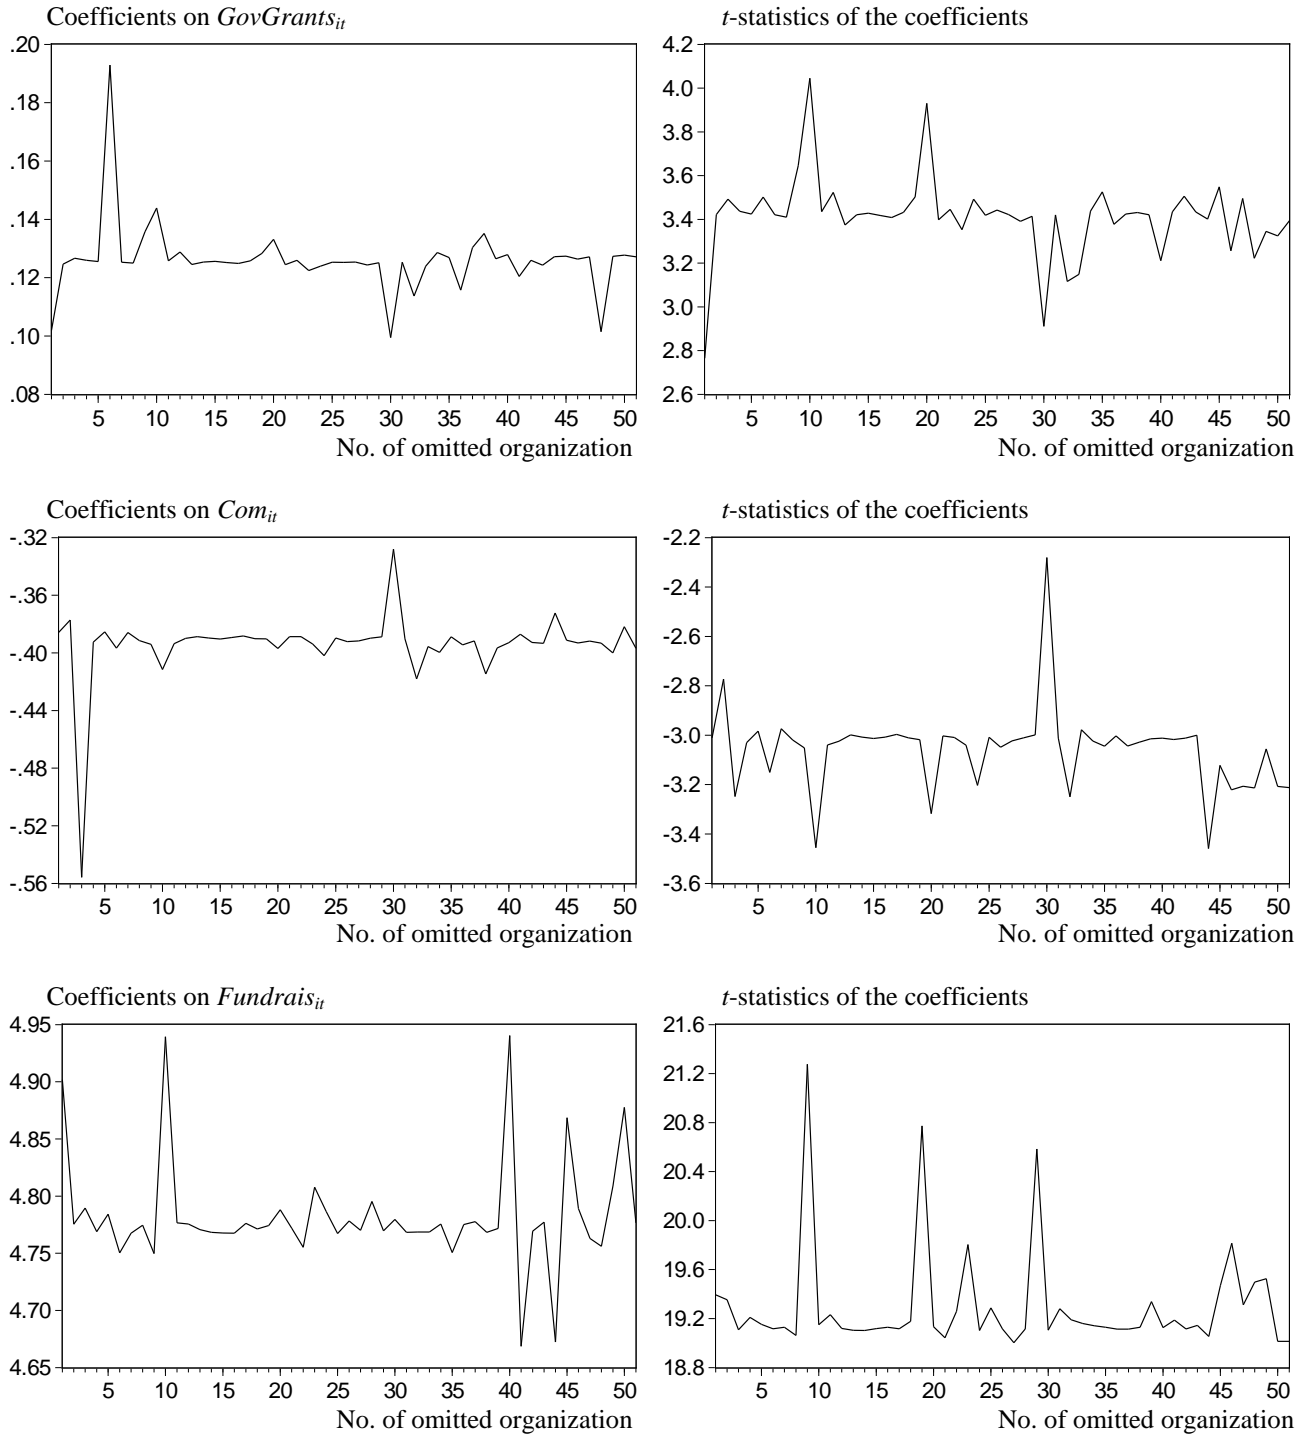 Coefficients on GovGrantsit
t-statistics of the coefficients
.20
.18
.16
.14
.12
.10
.08
5 10 15 20 25 30 35 40 45 50
No. of omitted organization
4.2
4.0
3.8
3.6
3.4
3.2
3.0
2.8
2.6
5 10 15 20 25 30 35 40 45 50
No. of omitted organization
Coefficients on Comit
t-statistics of the coefficients
-.32
-.36
-.40
-.44
-.48
-.52
-.56
5 10 15 20 25 30 35 40 45 50
No. of omitted organization
-2.2
-2.4
-2.6
-2.8
-3.0
-3.2
-3.4
-3.6
5 10 15 20 25 30 35 40 45 50
No. of omitted organization
Coefficients on Fundraisit
t-statistics of the coefficients
4.95
4.90
4.85
4.80
4.75
4.70
4.65
5 10 15 20 25 30 35 40 45 50
No. of omitted organization
21.6
21.2
20.8
20.4
20.0
19.6
19.2
18.8
5 10 15 20 25 30 35 40 45 50
No. of omitted organization